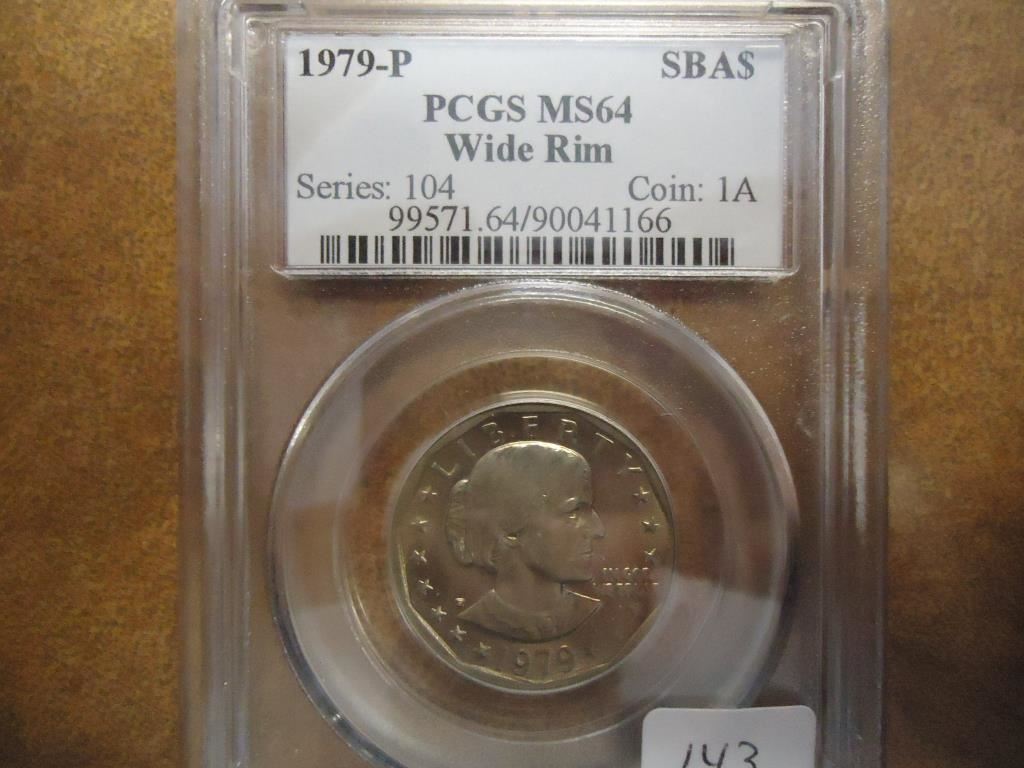 1979-P SBA$
PCGS MS64
Wide Rim
Series: 104 Coin: 1A
99571.64/90041166
LIBERTY
P
1979
143